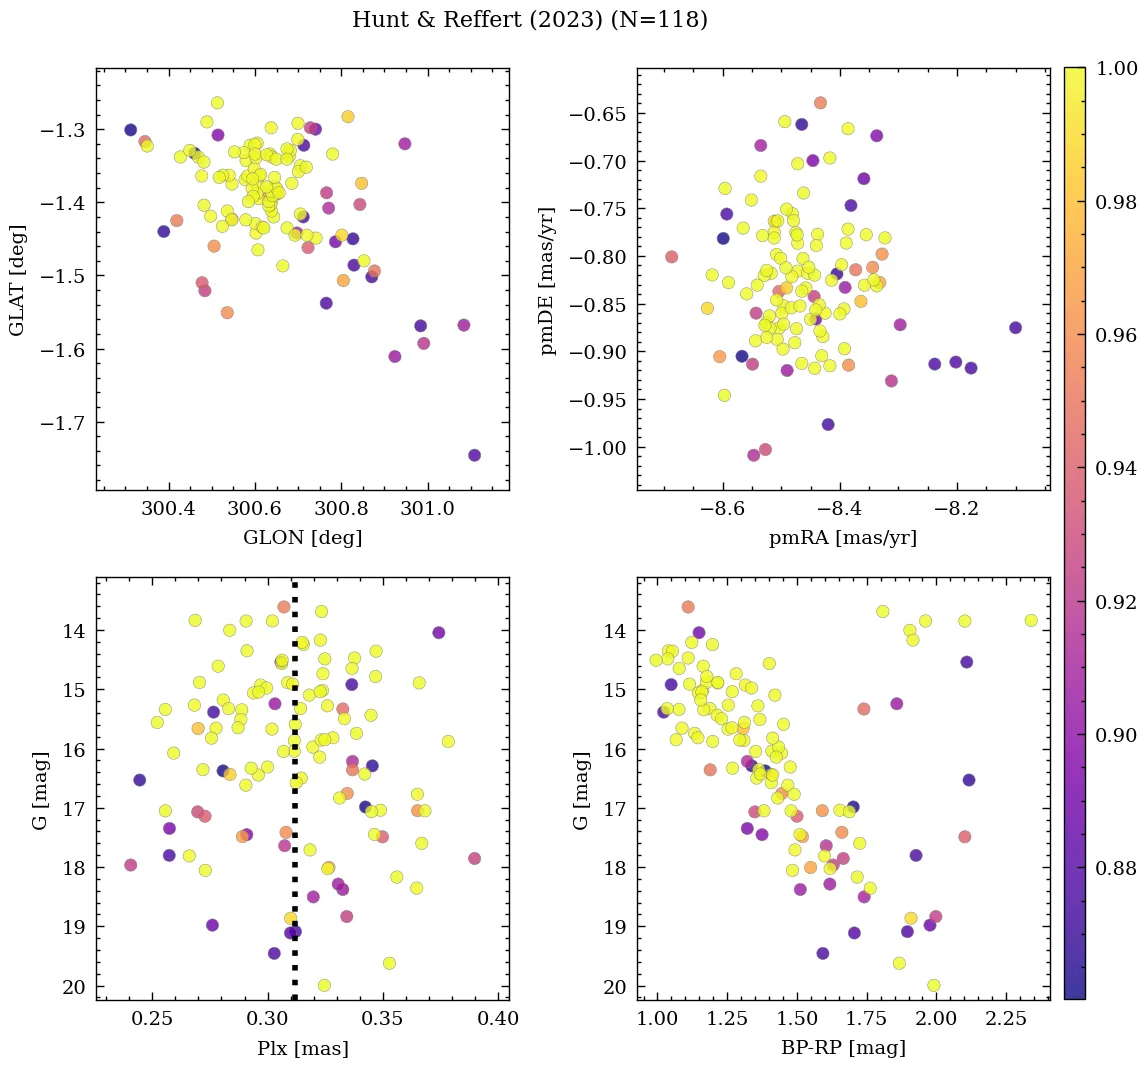 Hunt & Reffert (2023) (N=118)
−1.3
−1.4
−1.5
−1.6
−1.7
GLAT [deg]
300.4 300.6 300.8 301.0
GLON [deg]
−0.65
−0.70
−0.75
−0.80
−0.85
−0.90
−0.95
−1.00
pmDE [mas/yr]
−8.6 −8.4 −8.2
pmRA [mas/yr]
14
15
16
17
18
19
20
G [mag]
0.25 0.30 0.35 0.40
Plx [mas]
14
15
16
17
18
19
20
G [mag]
1.00 1.25 1.50 1.75 2.00 2.25
BP-RP [mag]
1.00
0.98
0.96
0.94
0.92
0.90
0.88